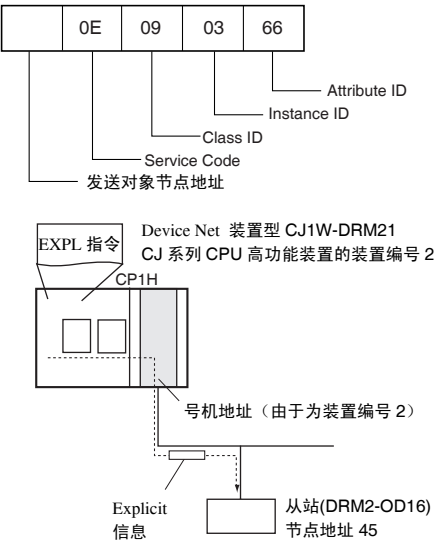 0E 09 03 66
Attribute ID
Instance ID
Class ID
Service Code
发送对象节点地址
EXPL 指令
Device Net 装置型 CJ1W-DRM21
CJ 系列 CPU 高功能装置的装置编号 2
CP1H
号机地址（由于为装置编号 2）
Explicit
信息
从站(DRM2-OD16)
节点地址 45